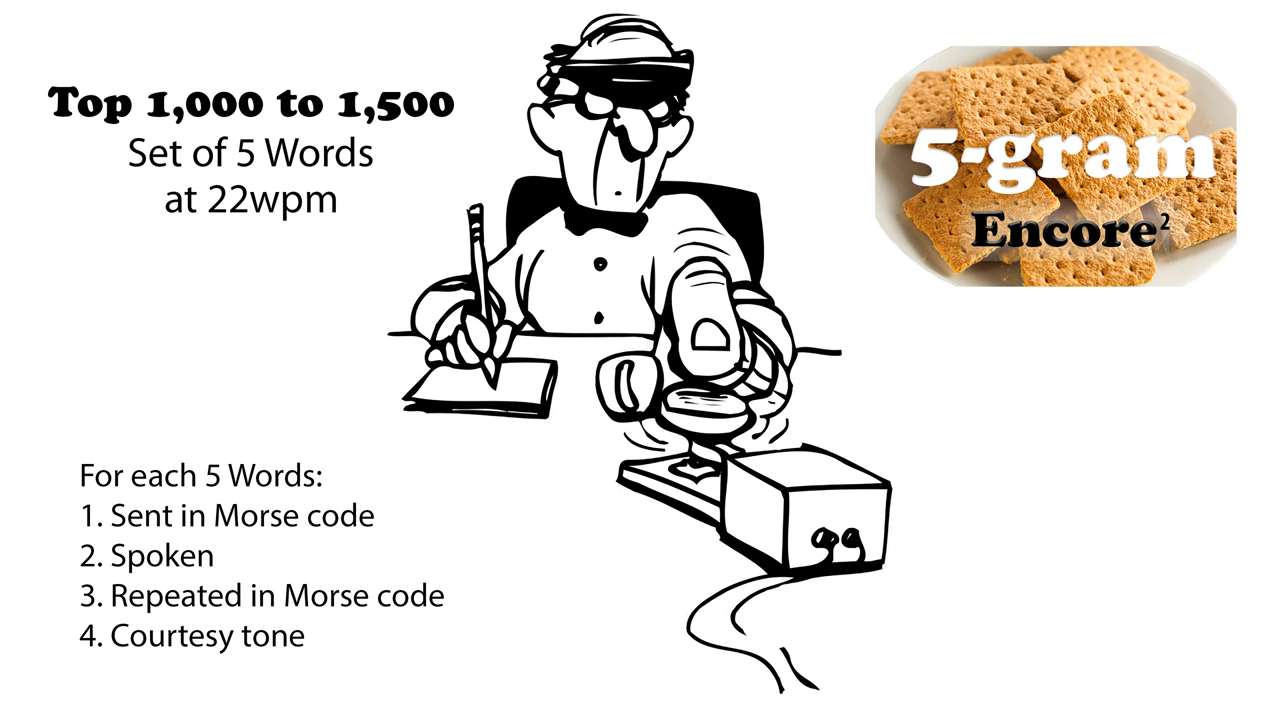 Top 1,000 to 1,500
Set of 5 Words
at 22wpm
5-gram
Encore²
For each 5 Words:
1. Sent in Morse code
2. Spoken
3. Repeated in Morse code
4. Courtesy tone